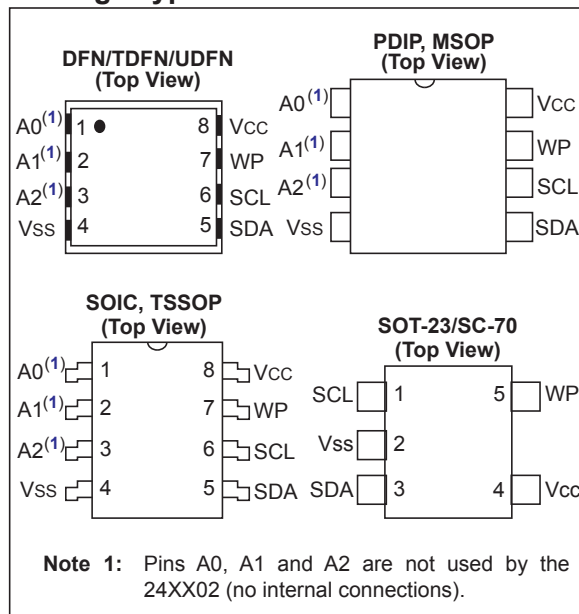 DFN/TDFN/UDFN
(Top View)
A0(1) 1 8 VCC
A1(1) 2 7 WP
A2(1) 3 6 SCL
VSS 4 5 SDA
PDIP, MSOP
(Top View)
A0(1) VCC
A1(1) WP
A2(1) SCL
VSS SDA
SOIC, TSSOP
(Top View)
A0(1) 1 8 VCC
A1(1) 2 7 WP
A2(1) 3 6 SCL
VSS 4 5 SDA
SOT-23/SC-70
(Top View)
SCL 1 5 WP
Vss 2
SDA 3 4 Vcc
Note 1: Pins A0, A1 and A2 are not used by the
24XX02 (no internal connections).